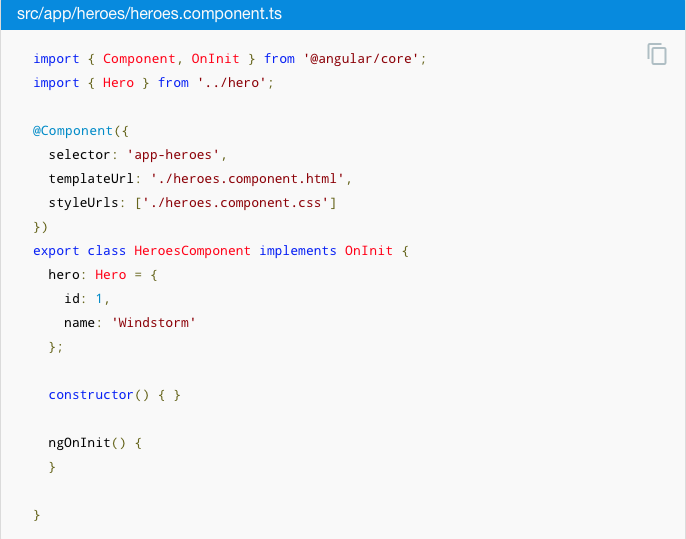 src/app/heroes/heroes.component.ts
import { Component, OnInit } from '@angular/core';
import { Hero } from '../hero';
@Component({
  selector: 'app-heroes',
  templateUrl: './heroes.component.html',
  styleUrls: ['./heroes.component.css']
})
export class HeroesComponent implements OnInit {
  hero: Hero = {
    id: 1,
    name: 'Windstorm'
  };
  constructor() { }
  ngOnInit() {
  }
}